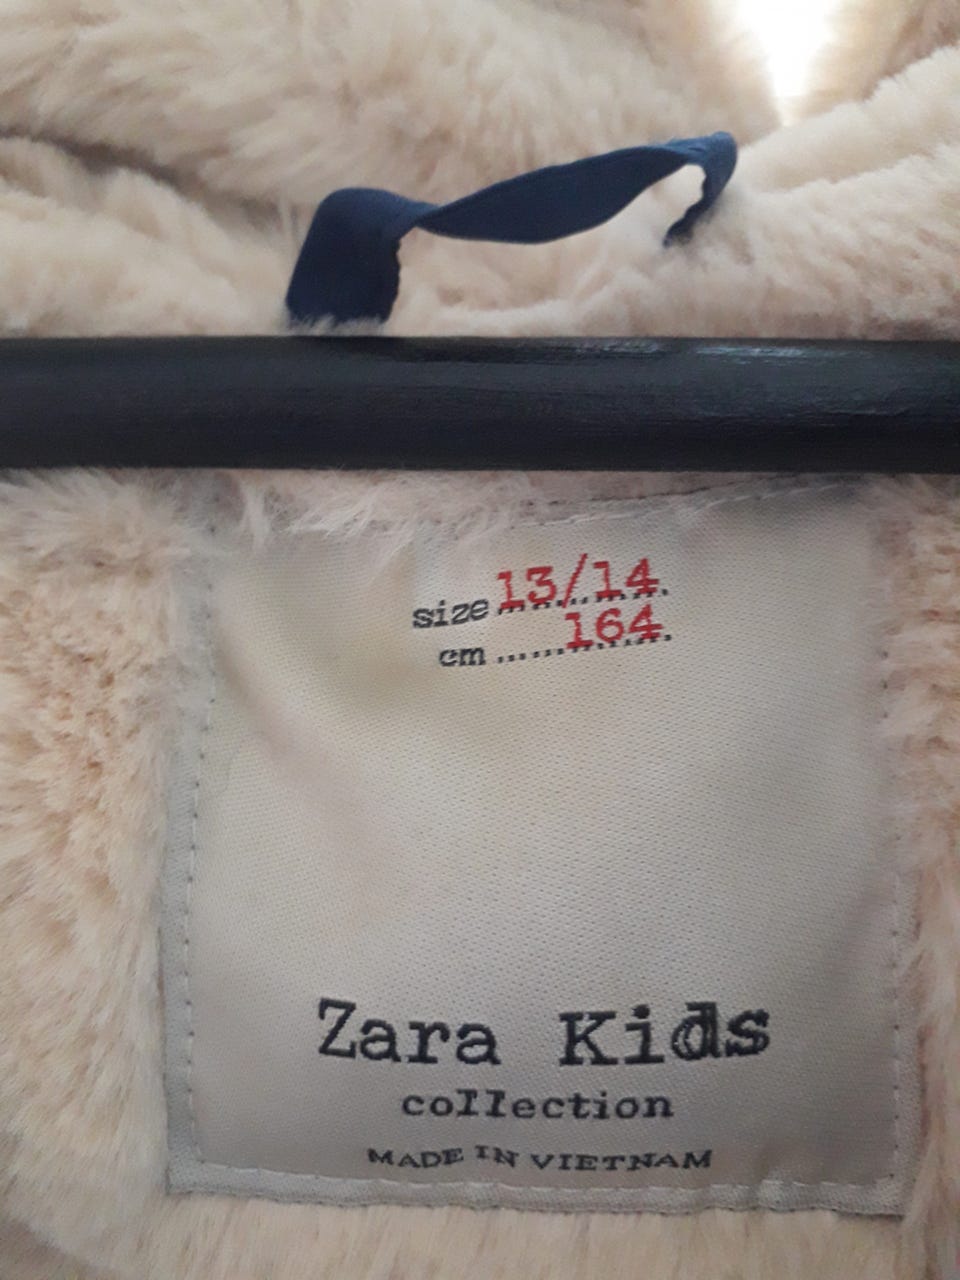 size 13/14
cm 164
Zara Kids
collection
MADE IN VIETNAM